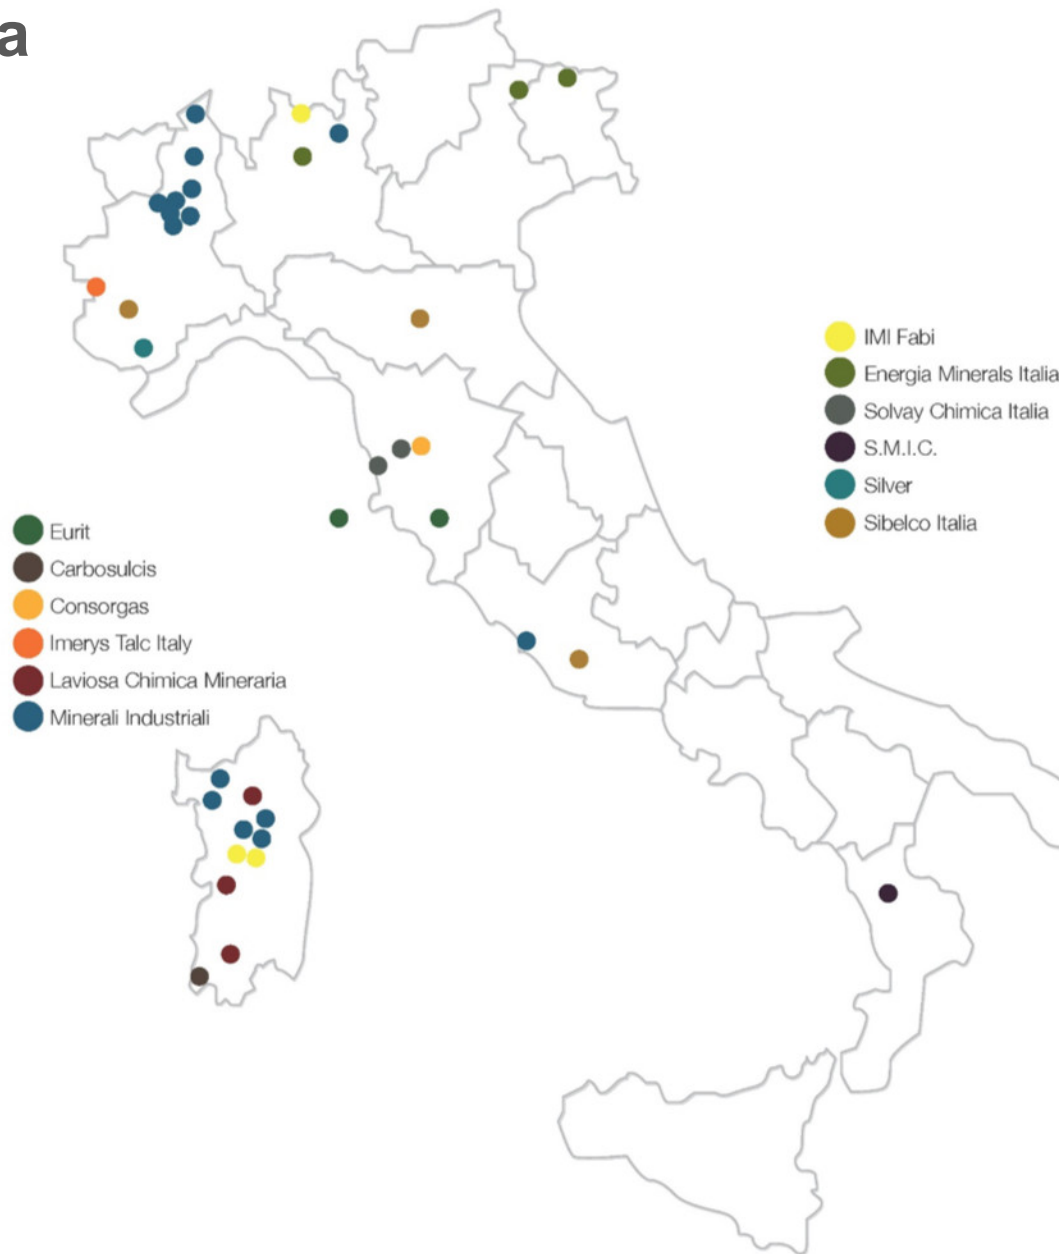 a
IMI Fabi
Energia Minerals Italia
Solvay Chimica Italia
S.M.I.C.
Silver
Sibelco Italia
Eurit
Carbosulcis
Consorgas
Imerys Talc Italy
Laviosa Chimica Mineraria
Minerali Industriali